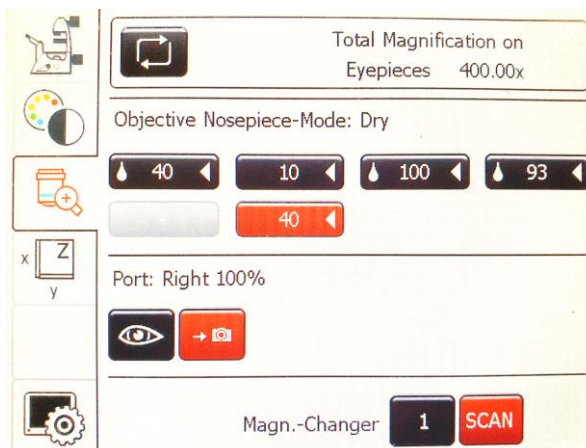 Total Magnification on
Eyepieces 400.00x
Objective Nosepiece-Mode: Dry
40 10 100 93
40
Port: Right 100%
Magn.-Changer 1 SCAN
x Z
y